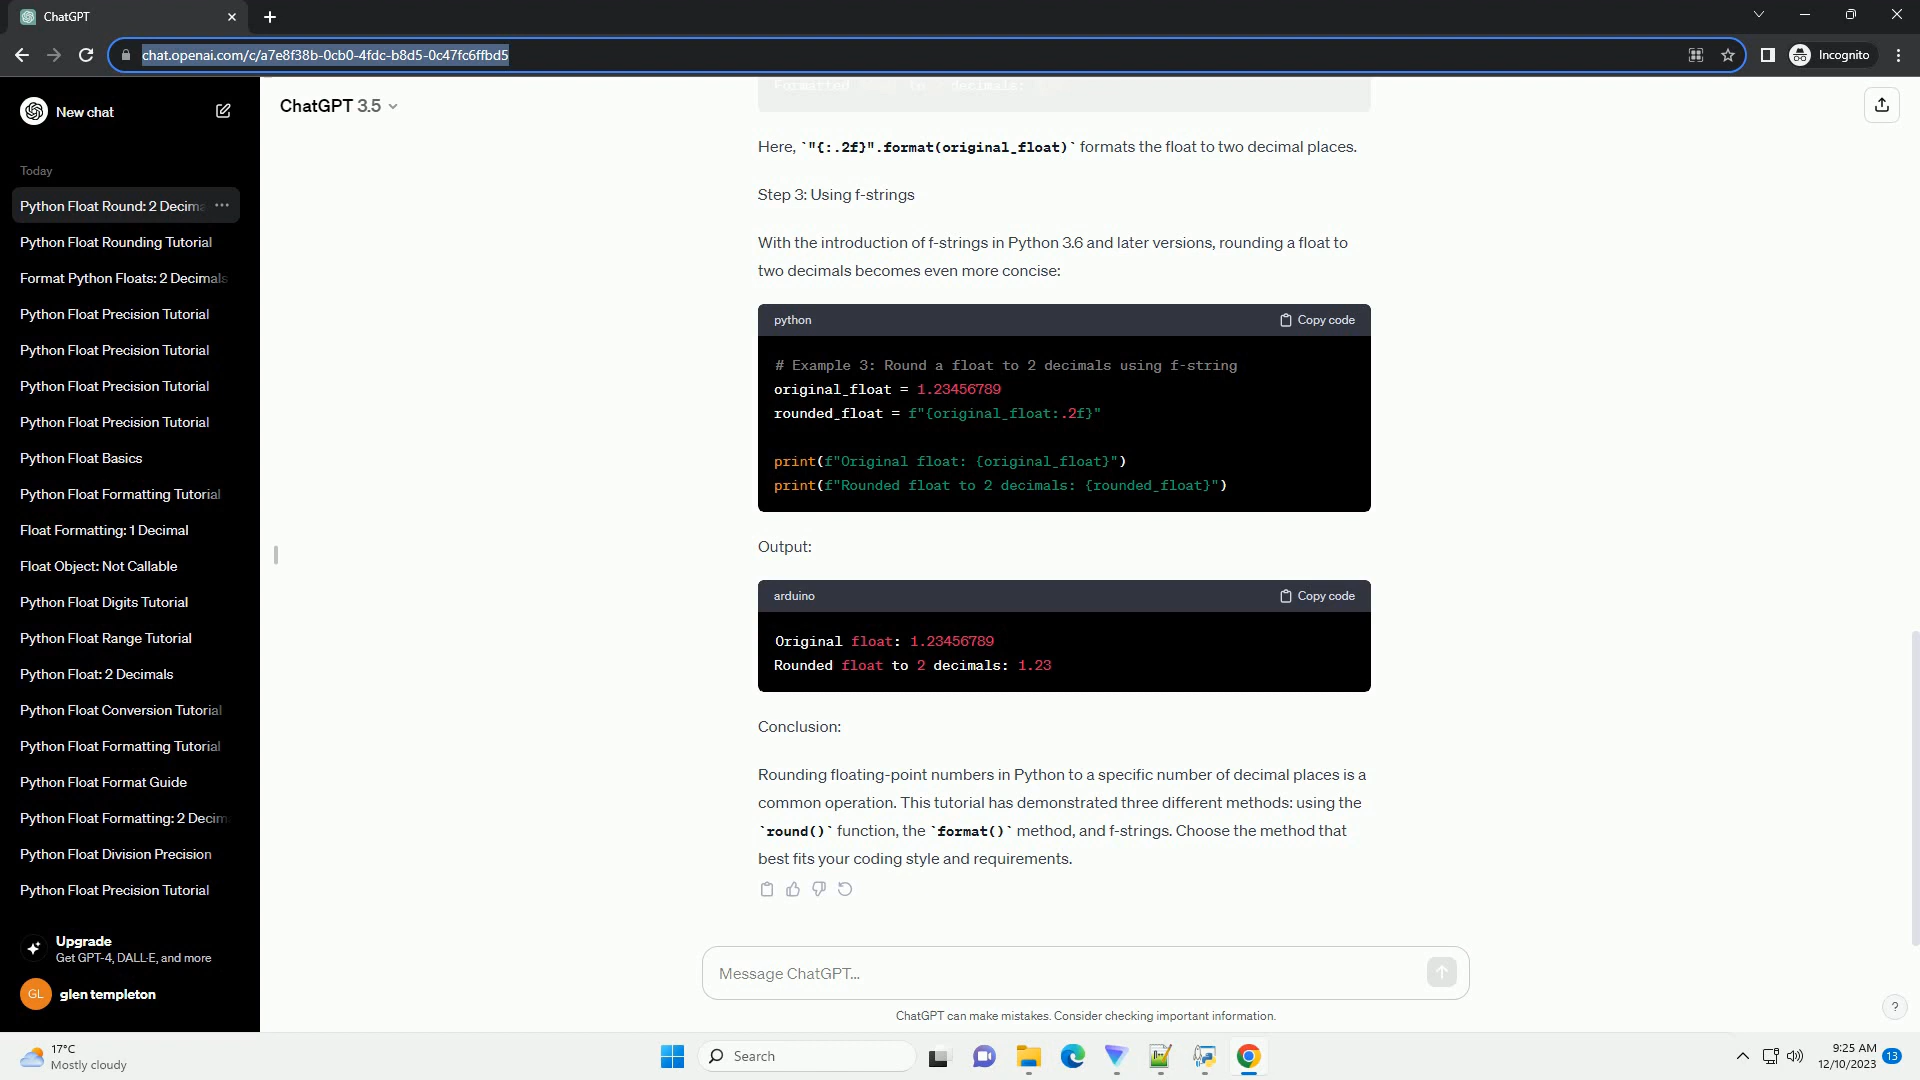 ChatGPT
chat.openai.com/c/a7e8f38b-0cb0-4fdc-b8d5-0c47fc6ffbd5
Incognito
New chat
Today
Python Float Round: 2 Decima
Python Float Rounding Tutorial
Format Python Floats: 2 Decimals
Python Float Precision Tutorial
Python Float Precision Tutorial
Python Float Precision Tutorial
Python Float Precision Tutorial
Python Float Basics
Python Float Formatting Tutorial
Float Formatting: 1 Decimal
Float Object: Not Callable
Python Float Digits Tutorial
Python Float Range Tutorial
Python Float: 2 Decimals
Python Float Conversion Tutorial
Python Float Formatting Tutorial
Python Float Format Guide
Python Float Formatting: 2 Decim
Python Float Division Precision
Python Float Precision Tutorial
Upgrade
Get GPT-4, DALL·E, and more
GL
glen templeton
ChatGPT 3.5
Formatted decimals:
Here, `"{:.2f}".format(original_float)` formats the float to two decimal places.
Step 3: Using f-strings
With the introduction of f-strings in Python 3.6 and later versions, rounding a float to
two decimals becomes even more concise:
python
Copy code
# Example 3: Round a float to 2 decimals using f-string
original_float = 1.23456789
rounded_float = f"{original_float:.2f}"
print(f"Original float: {original_float}")
print(f"Rounded float to 2 decimals: {rounded_float}")
Output:
arduino
Copy code
Original float: 1.23456789
Rounded float to 2 decimals: 1.23
Conclusion:
Rounding floating-point numbers in Python to a specific number of decimal places is a
common operation. This tutorial has demonstrated three different methods: using the
`round()` function, the `format()` method, and f-strings. Choose the method that
best fits your coding style and requirements.
Message ChatGPT...
ChatGPT can make mistakes. Consider checking important information.
?
17°C
Mostly cloudy
Search
9:25 AM
12/10/2023
13